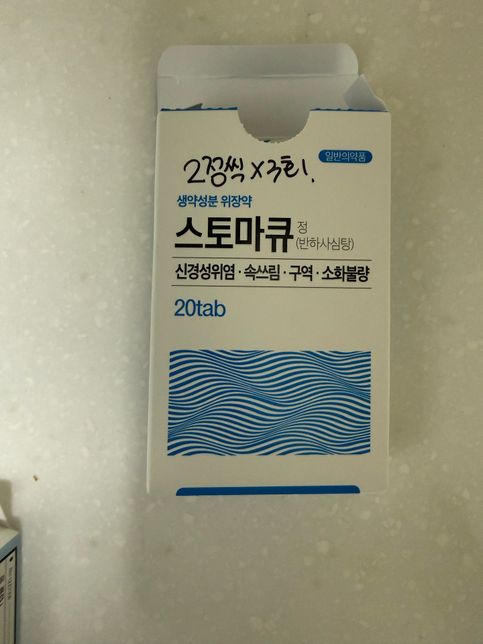 일반의약품
2정씩 x3회.
생약성분 위장약
스토마큐 정
(반하사심탕)
신경성위염·속쓰림·구역·소화불량
20tab